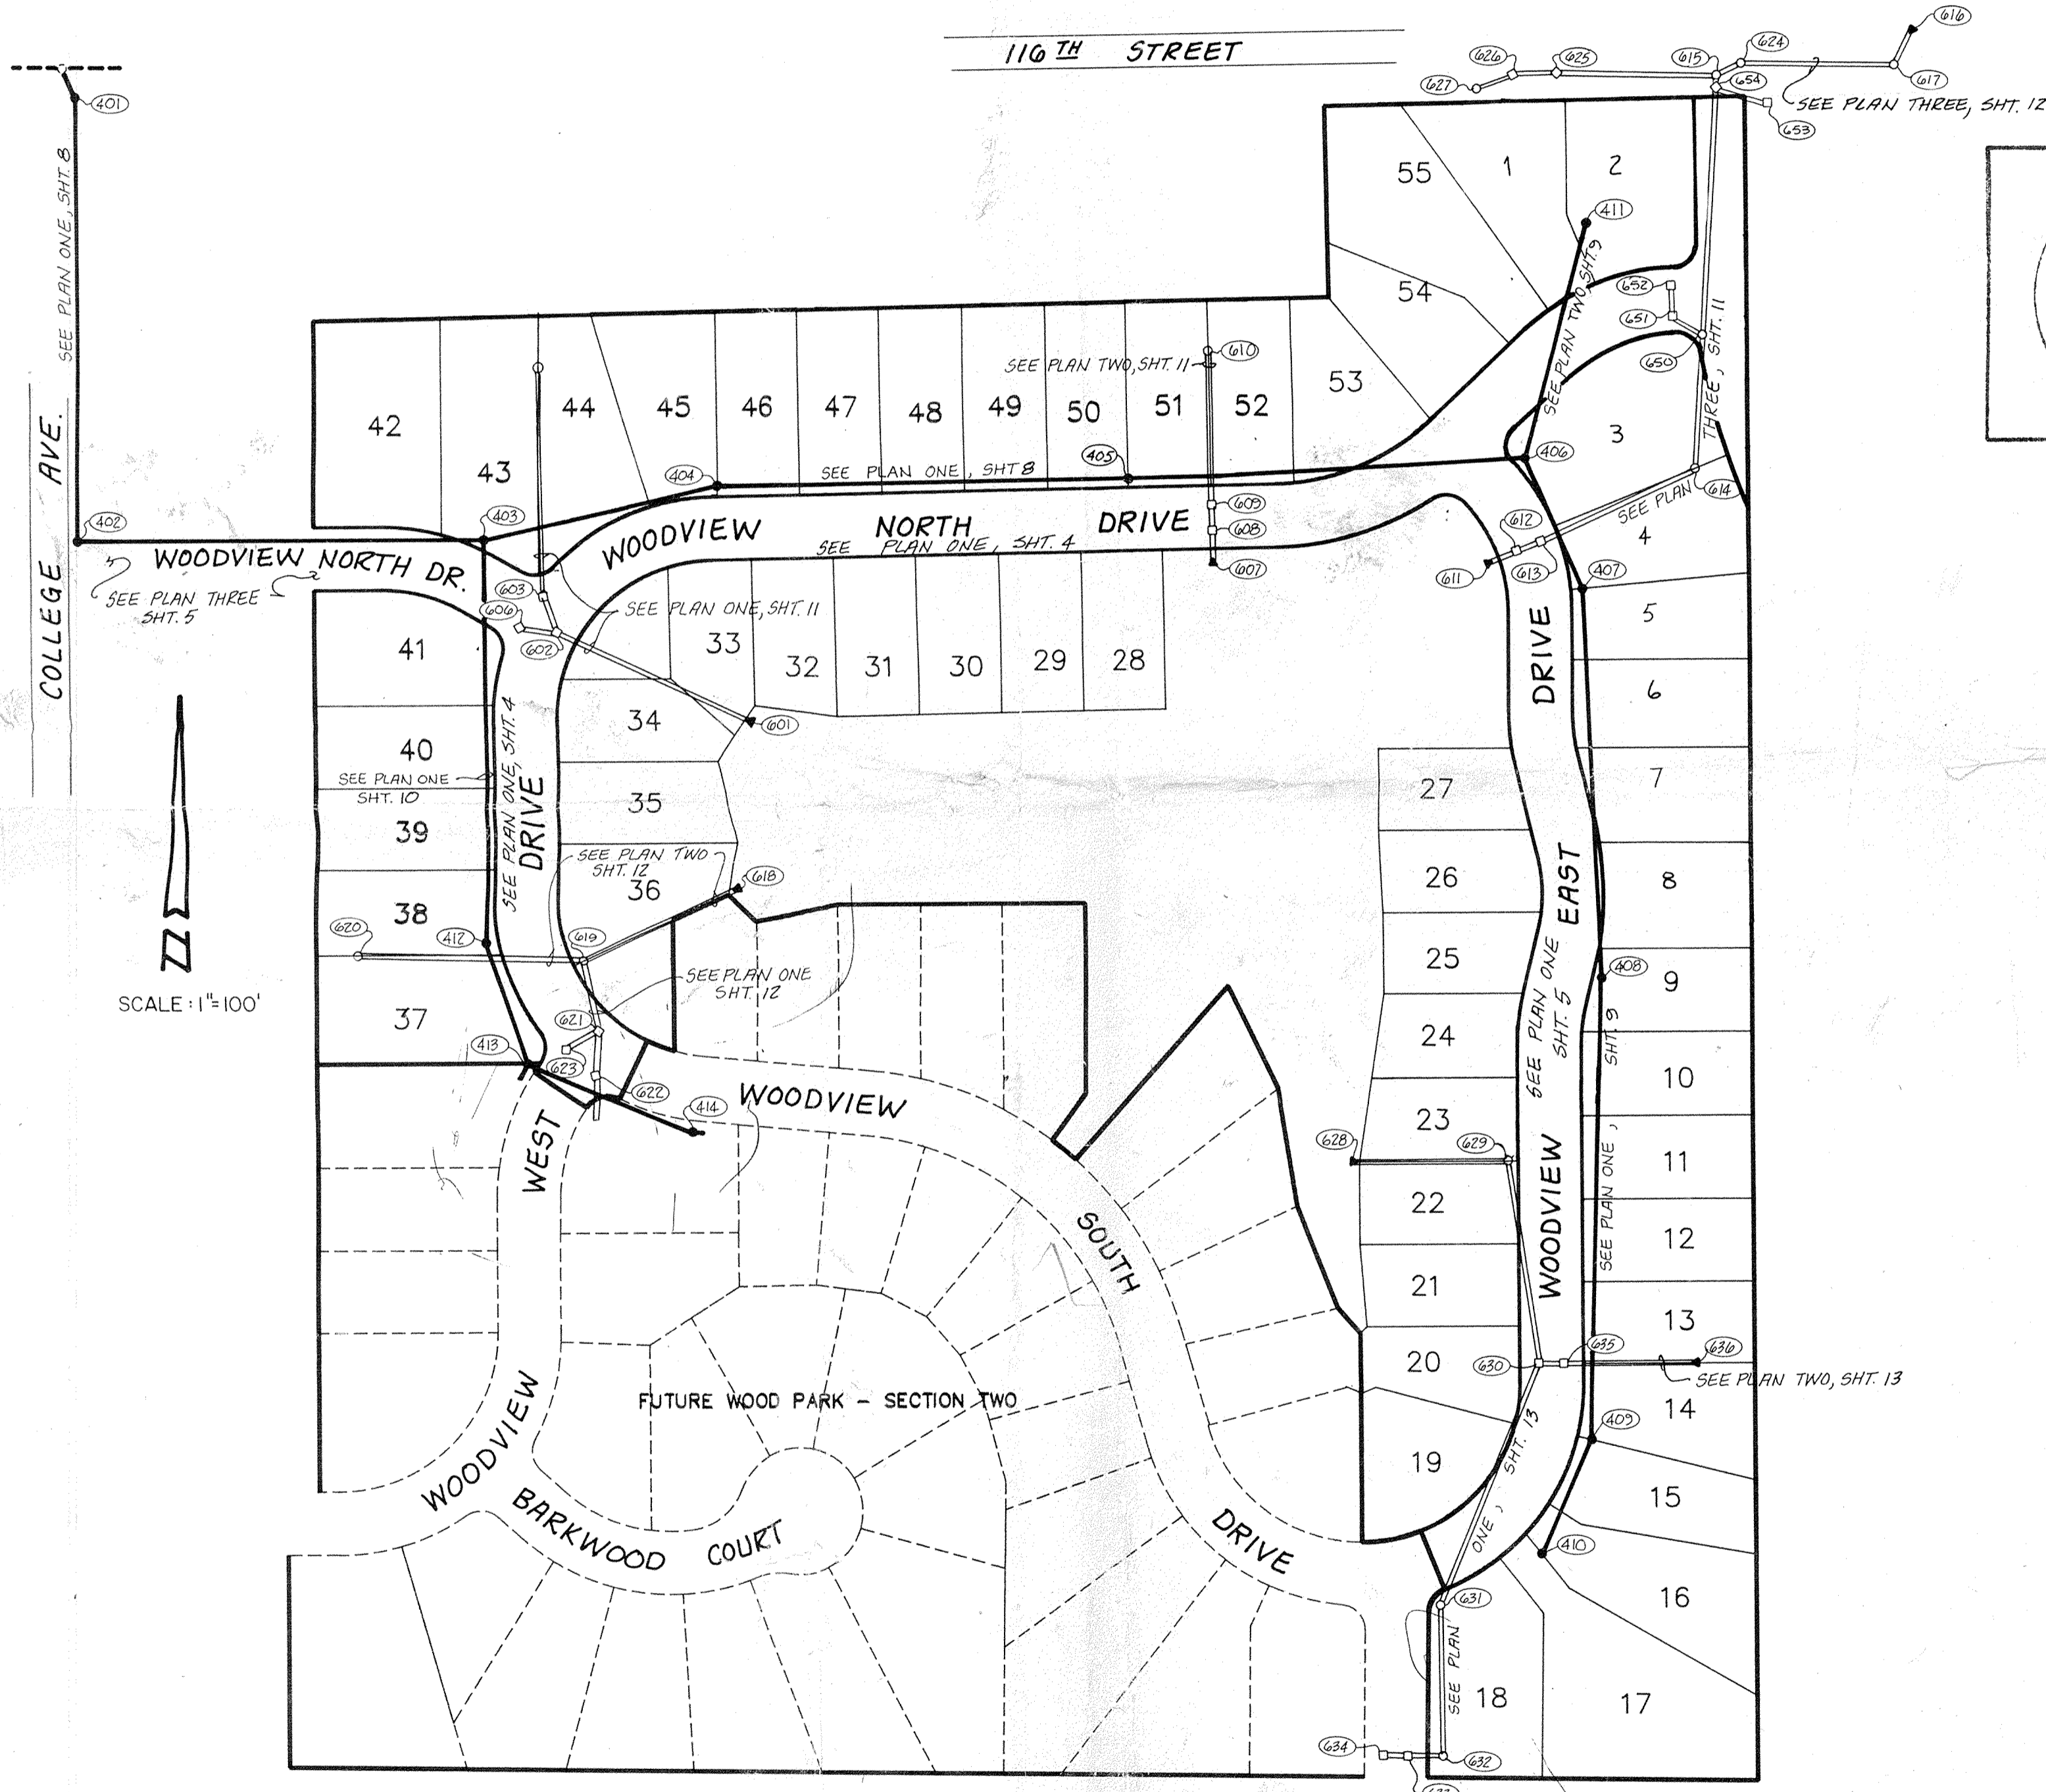 116TH STREET
616
626
625
615
624
627
654
617
SEE PLAN THREE, SHT. 12
401
653
SEE PLAN ONE, SHT. 8
55
1
2
411
54
SEE PLAN TWO, SHT. 9
652
651
650
THREE, SHT. 11
610
SEE PLAN TWO, SHT. 11
42
43
44
45
46
47
48
49
50
51
52
53
3
COLLEGE AVE.
404
SEE PLAN ONE, SHT 8
405
406
614
SEE PLAN
402
403
WOODVIEW NORTH DRIVE
SEE PLAN ONE, SHT. 4
609
608
607
612
613
611
4
407
WOODVIEW NORTH DR.
SEE PLAN THREE
SHT. 5
603
606
602
SEE PLAN ONE, SHT. 11
41
33
32
31
30
29
28
5
6
34
601
40
SEE PLAN ONE
SHT. 10
SEE PLAN ONE, SHT. 4
DRIVE
35
39
27
7
SEE PLAN TWO
SHT. 12
36
618
26
8
38
620
412
619
DRIVE
EAST
25
408
9
SEE PLAN ONE
SHT. 12
SCALE: 1"=100'
37
621
24
SEE PLAN ONE
SHT. 5
SHT. 9
10
413
623
622
414
WOODVIEW
23
11
WEST
628
629
SEE PLAN ONE,
WOODVIEW
22
12
SOUTH
21
13
20
630
635
636
SEE PLAN TWO, SHT. 13
FUTURE WOOD PARK – SECTION TWO
14
409
WOODVIEW
19
SHT. 13
15
BARKWOOD COURT
DRIVE
ONE,
410
16
631
SEE PLAN
18
17
634
632